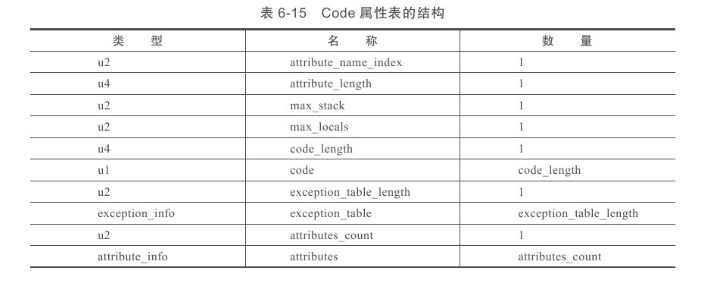 表 6-15 Code 属性表的结构
类 型 名 称 数 量
u2 attribute_name_index 1
u4 attribute_length 1
u2 max_stack 1
u2 max_locals 1
u4 code_length 1
u1 code code_length
u2 exception_table_length 1
exception_info exception_table exception_table_length
u2 attributes_count 1
attribute_info attributes attributes_count